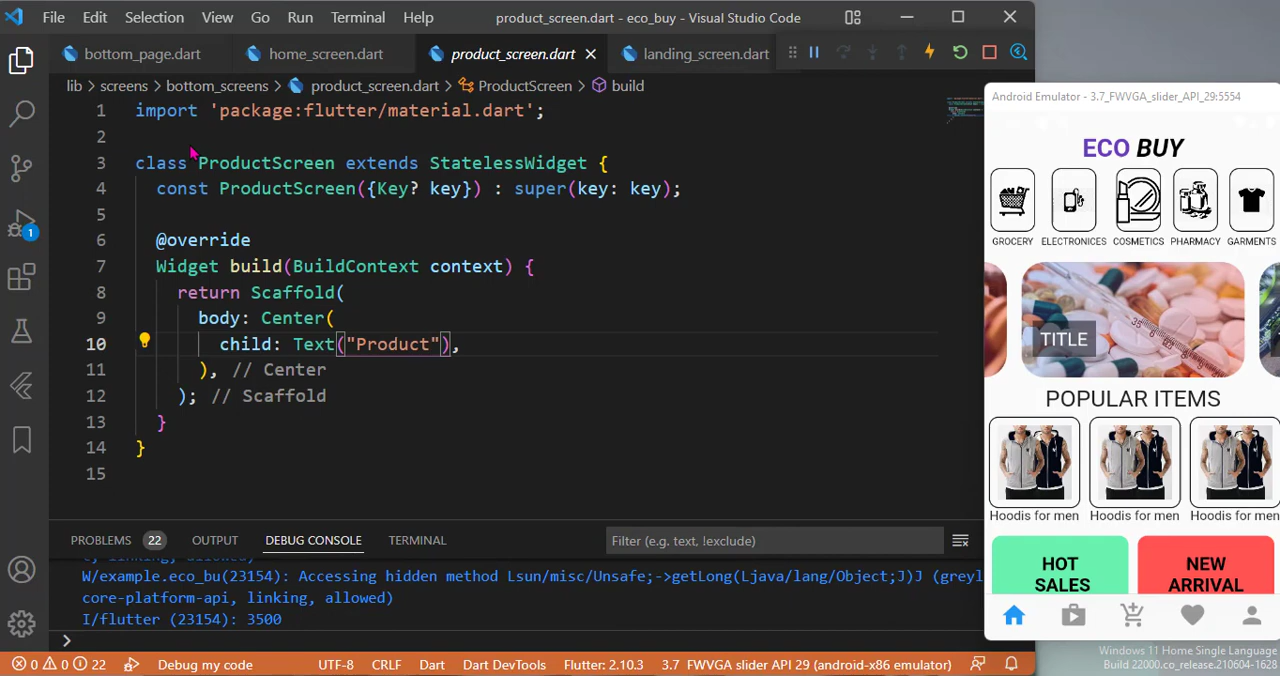 File Edit Selection View Go Run Terminal Help product_screen.dart - eco_buy - Visual Studio Code
bottom_page.dart home_screen.dart product_screen.dart landing_screen.dart
lib > screens > bottom_screens > product_screen.dart > ProductScreen > build
1 import 'package:flutter/material.dart';
2
3 class ProductScreen extends StatelessWidget {
4 const ProductScreen({Key? key}) : super(key: key);
5
6 @override
7 Widget build(BuildContext context) {
8 return Scaffold(
9 body: Center(
10 child: Text("Product"),
11 ), // Center
12 ); // Scaffold
13 }
14 }
15
PROBLEMS 22 OUTPUT DEBUG CONSOLE TERMINAL Filter (e.g. text, !exclude)
W/example.eco_bu(23154): Accessing hidden method Lsun/misc/Unsafe;->getLong(Ljava/lang/Object;J)J (greyl
core-platform-api, linking, allowed)
I/flutter (23154): 3500
>
1
0 0 22 Debug my code UTF-8 CRLF Dart Dart DevTools Flutter: 2.10.3 3.7 FWVGA slider API 29 (android-x86 emulator)
Android Emulator - 3.7_FWVGA_slider_API_29:5554
ECO BUY
GROCERY ELECTRONICES COSMETICS PHARMACY GARMENTS
TITLE
POPULAR ITEMS
Hoodis for men Hoodis for men Hoodis for men
HOT SALES
NEW ARRIVAL
Windows 11 Home Single Language
Build 22000.co_release.210604-1628